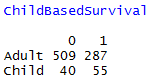 ChildBasedSurvival
0 1
Adult 509 287
Child 40 55